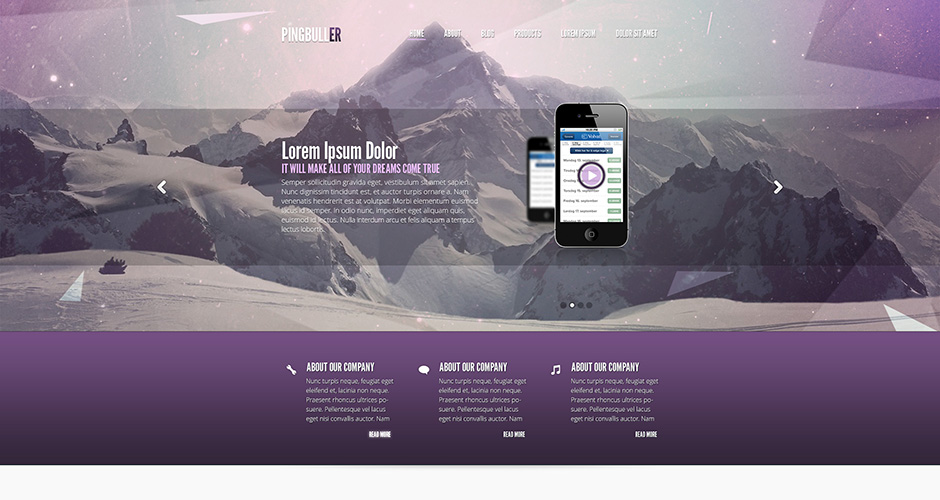 PINGBULLER
HOME ABOUT BLOG PRODUCTS LOREM IPSUM DOLOR SIT AMET
Lorem Ipsum Dolor
IT WILL MAKE ALL OF YOUR DREAMS COME TRUE
Semper sollicitudin gravida eget, vestibulum sit amet sapien.
Nunc dignissim tincidunt est, et auctor turpis ornare a. Nam
venenatis hendrerit est at volutpat. Morbi elementum euismod
lacus id semper. In odio nunc, imperdiet eget aliquam quis,
euismod id lectus. Nulla interdum arcu et felis aliquam a tempus
lectus lobortis.
ABOUT OUR COMPANY
Nunc turpis neque, feugiat eget
eleifend et, lacinia non neque.
Praesent rhoncus ultrices po-
suere. Pellentesque vel lacus
eget nisi convallis auctor. Nam
READ MORE
ABOUT OUR COMPANY
Nunc turpis neque, feugiat eget
eleifend et, lacinia non neque.
Praesent rhoncus ultrices po-
suere. Pellentesque vel lacus
eget nisi convallis auctor. Nam
READ MORE
ABOUT OUR COMPANY
Nunc turpis neque, feugiat eget
eleifend et, lacinia non neque.
Praesent rhoncus ultrices po-
suere. Pellentesque vel lacus
eget nisi convallis auctor. Nam
READ MORE